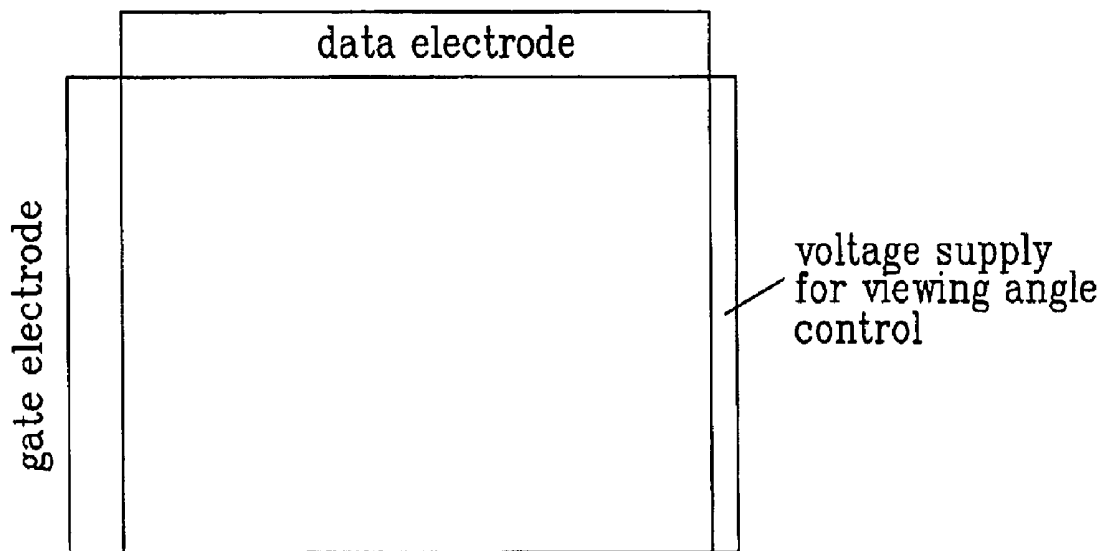 data electrode
gate electrode
voltage supply
for viewing angle
control